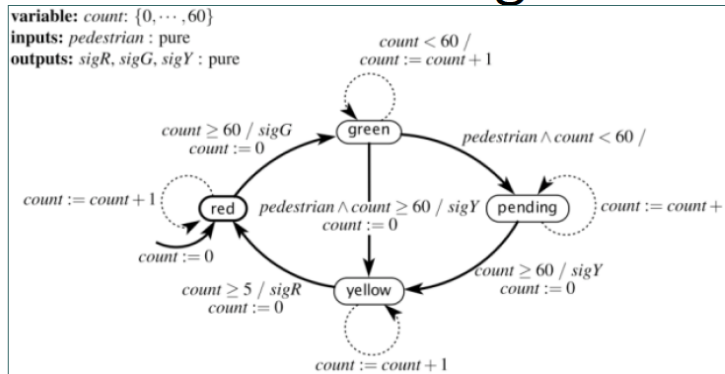 variable: count: {0, ⋯ , 60}
inputs: pedestrian : pure
outputs: sigR, sigG, sigY : pure
count < 60 /
count := count + 1
count ≥ 60 / sigG
count := 0
green
pedestrian ∧ count < 60 /
count := count + 1
red
pedestrian ∧ count ≥ 60 / sigY
count := 0
pending
count := count +
count := 0
count ≥ 5 / sigR
count := 0
yellow
count ≥ 60 / sigY
count := 0
count := count + 1